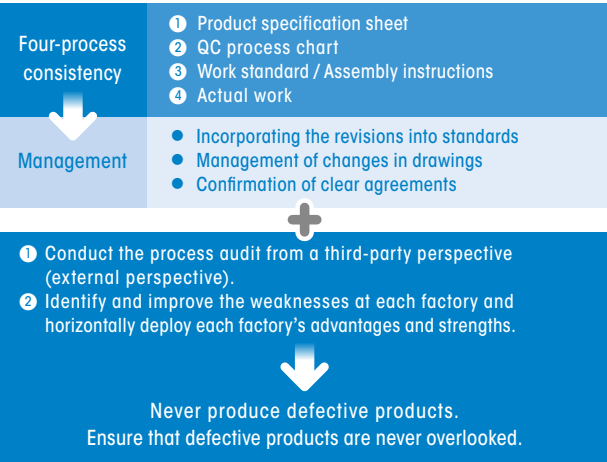 Four-process
consistency
❶ Product specification sheet
❷ QC process chart
❸ Work standard / Assembly instructions
❹ Actual work
Management
● Incorporating the revisions into standards
● Management of changes in drawings
● Confirmation of clear agreements
❶ Conduct the process audit from a third-party perspective
(external perspective).
❷ Identify and improve the weaknesses at each factory and
horizontally deploy each factory's advantages and strengths.
Never produce defective products.
Ensure that defective products are never overlooked.